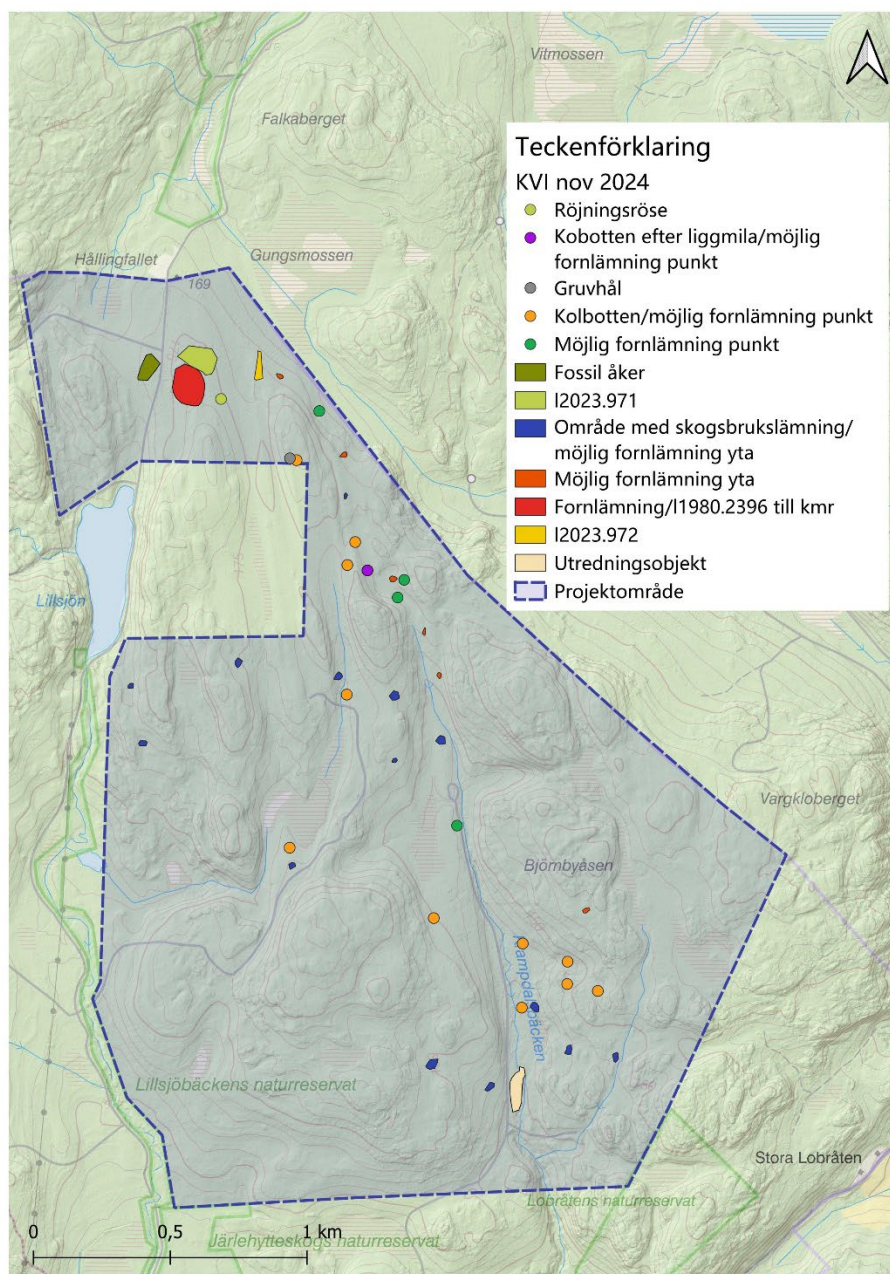 Vitmossen
Falkaberget
Teckenförklaring
KVI nov 2024
Röjningsröse
Kobotten efter liggmila/möjlig
fornlämning punkt
Gruvhål
Kolbotten/möjlig fornlämning punkt
Möjlig fornlämning punkt
Fossil åker
l2023.971
Område med skogsbrukslämning/
möjlig fornlämning yta
Möjlig fornlämning yta
Fornlämning/l1980.2396 till kmr
l2023.972
Utredningsobjekt
Projektområde
Hållingfallet
Gungsmossen
169
Lillsjön
Vargkloberget
Björnbyåsen
Lillsjöbäckens naturreservat
Stora Lobråten
Lobråtens naturreservat
Järlehytteskogs naturreservat
0 0,5 1 km